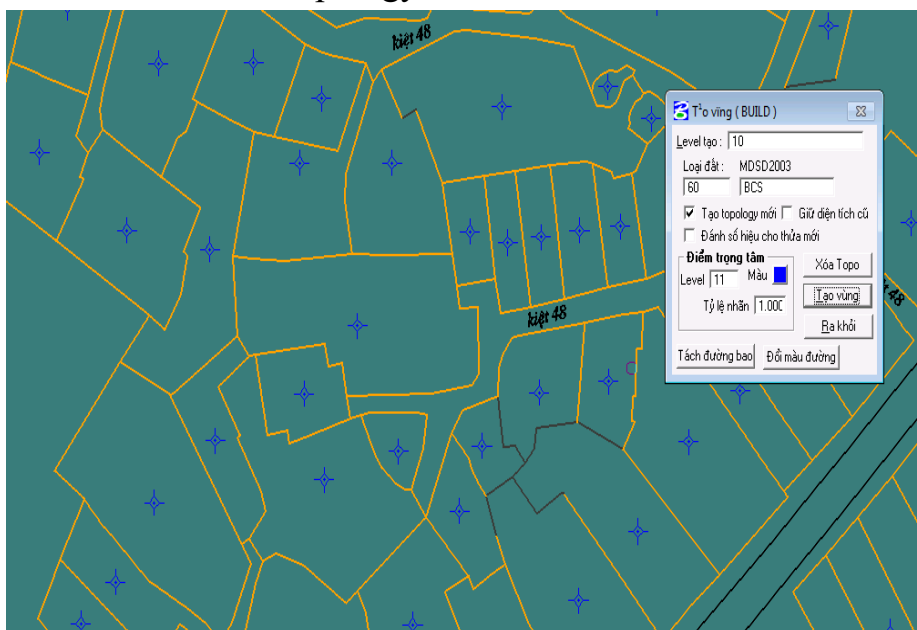 kiệt 48
T¹o vïng ( BUILD )
Level tạo : 10
Loại đất : MDSD2003
60 BCS
Tạo topology mới Giữ diện tích cũ
Đánh số hiệu cho thửa mới
Điểm trọng tâm
Level 11 Màu
Xóa Topo
Tạo vùng
Tỷ lệ nhãn 1.000
Ra khỏi
Tách đường bao Đổi màu đường
kiệt 48
48